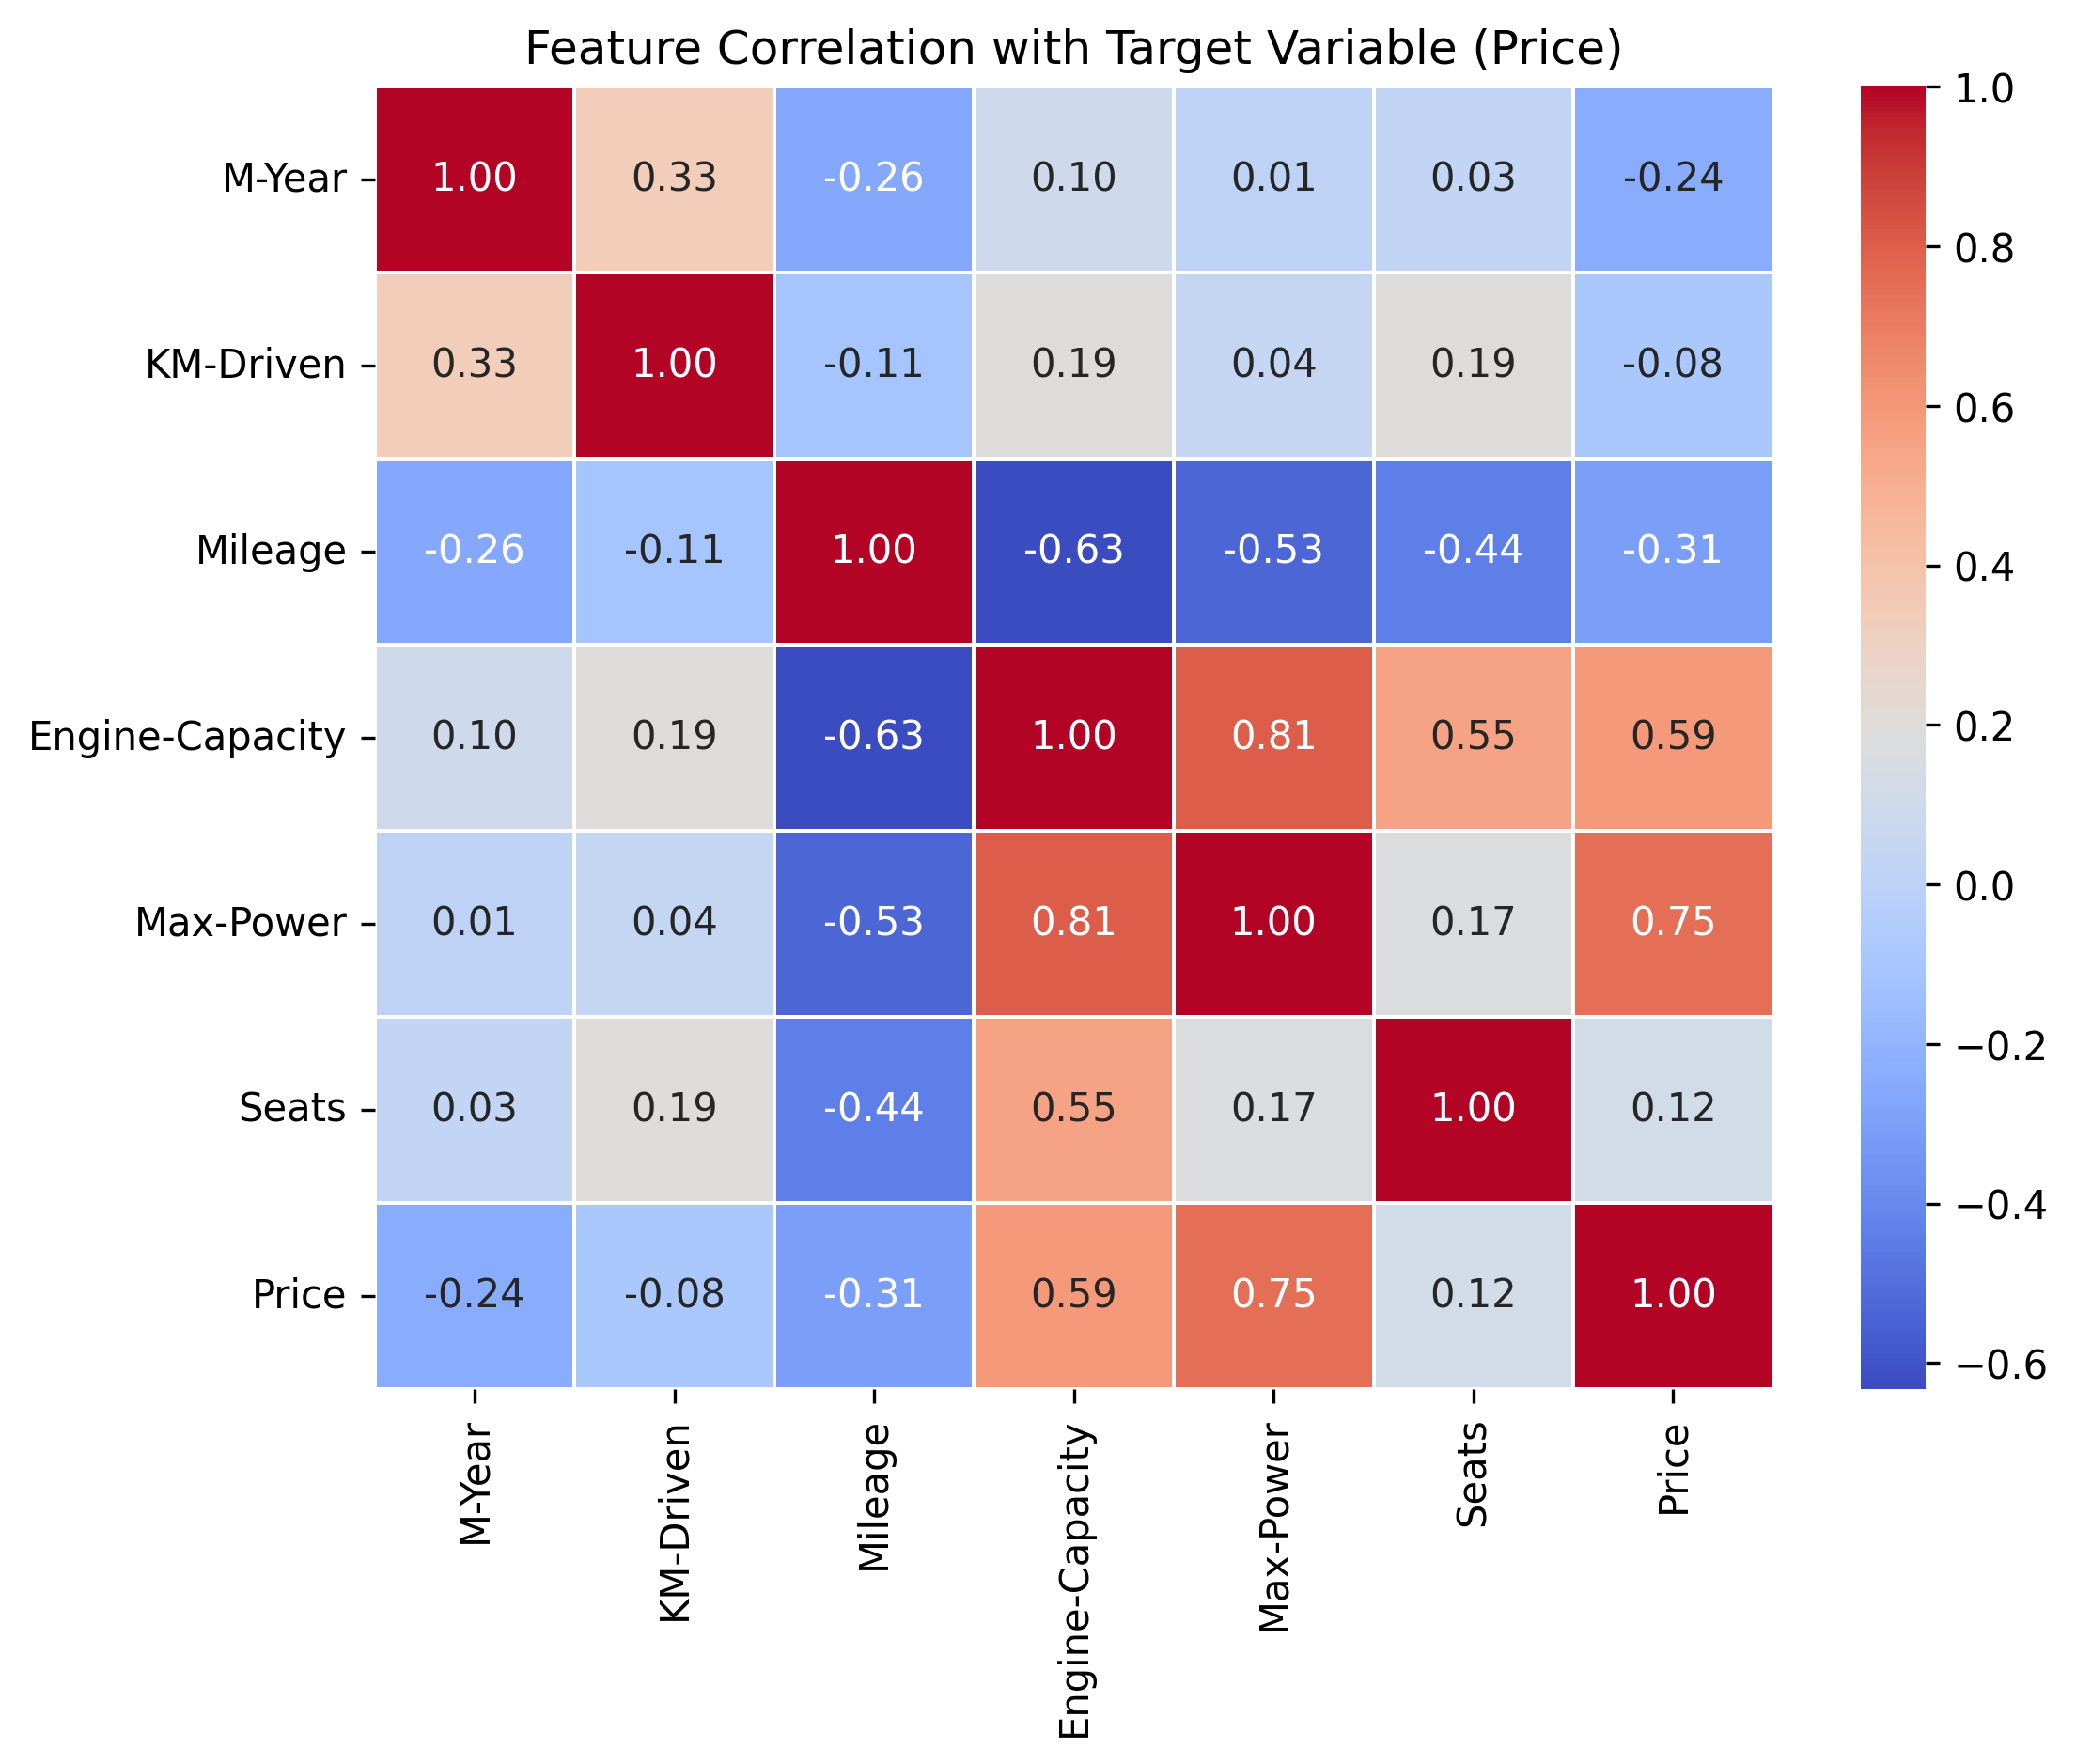 Feature Correlation with Target Variable (Price)
M-Year 1.00 0.33 -0.26 0.10 0.01 0.03 -0.24
KM-Driven 0.33 1.00 -0.11 0.19 0.04 0.19 -0.08
Mileage -0.26 -0.11 1.00 -0.63 -0.53 -0.44 -0.31
Engine-Capacity 0.10 0.19 -0.63 1.00 0.81 0.55 0.59
Max-Power 0.01 0.04 -0.53 0.81 1.00 0.17 0.75
Seats 0.03 0.19 -0.44 0.55 0.17 1.00 0.12
Price -0.24 -0.08 -0.31 0.59 0.75 0.12 1.00
M-Year
KM-Driven
Mileage
Engine-Capacity
Max-Power
Seats
Price
1.0
0.8
0.6
0.4
0.2
0.0
−0.2
−0.4
−0.6